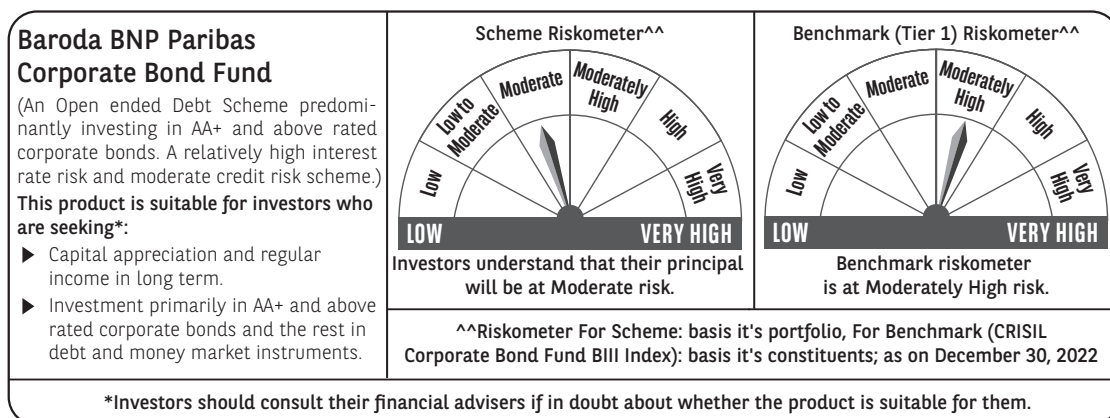 Baroda BNP Paribas
Corporate Bond Fund
(An Open ended Debt Scheme predomi-
nantly investing in AA+ and above rated
corporate bonds. A relatively high interest
rate risk and moderate credit risk scheme.)
This product is suitable for investors who
are seeking*:
▶ Capital appreciation and regular
income in long term.
▶ Investment primarily in AA+ and above
rated corporate bonds and the rest in
debt and money market instruments.
Scheme Riskometer^^
Low
Low to
Moderate
Moderate
Moderately
High
High
Very
High
LOW
VERY HIGH
Investors understand that their principal
will be at Moderate risk.
Benchmark (Tier 1) Riskometer^^
Low
Low to
Moderate
Moderate
Moderately
High
High
Very
High
LOW
VERY HIGH
Benchmark riskometer
is at Moderately High risk.
^^Riskometer For Scheme: basis it's portfolio, For Benchmark (CRISIL
Corporate Bond Fund BIII Index): basis it's constituents; as on December 30, 2022
*Investors should consult their financial advisers if in doubt about whether the product is suitable for them.